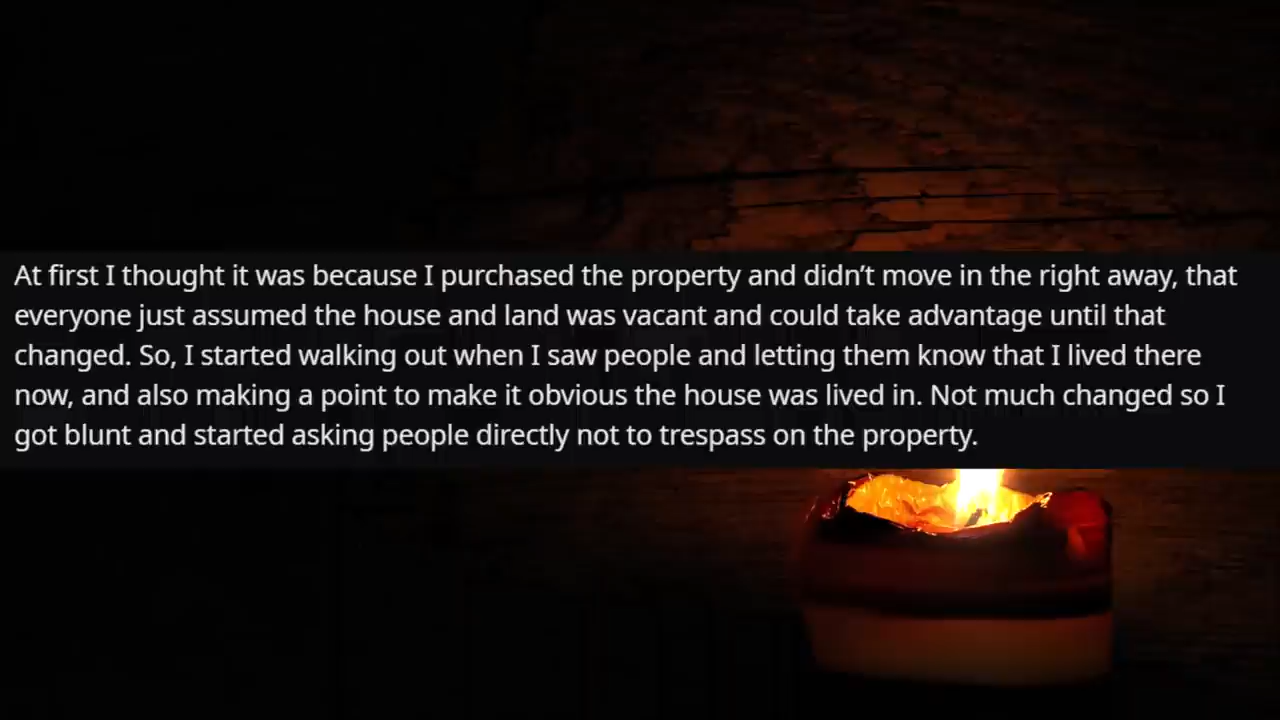 At first I thought it was because I purchased the property and didn’t move in the right away, that
everyone just assumed the house and land was vacant and could take advantage until that
changed. So, I started walking out when I saw people and letting them know that I lived there
now, and also making a point to make it obvious the house was lived in. Not much changed so I
got blunt and started asking people directly not to trespass on the property.